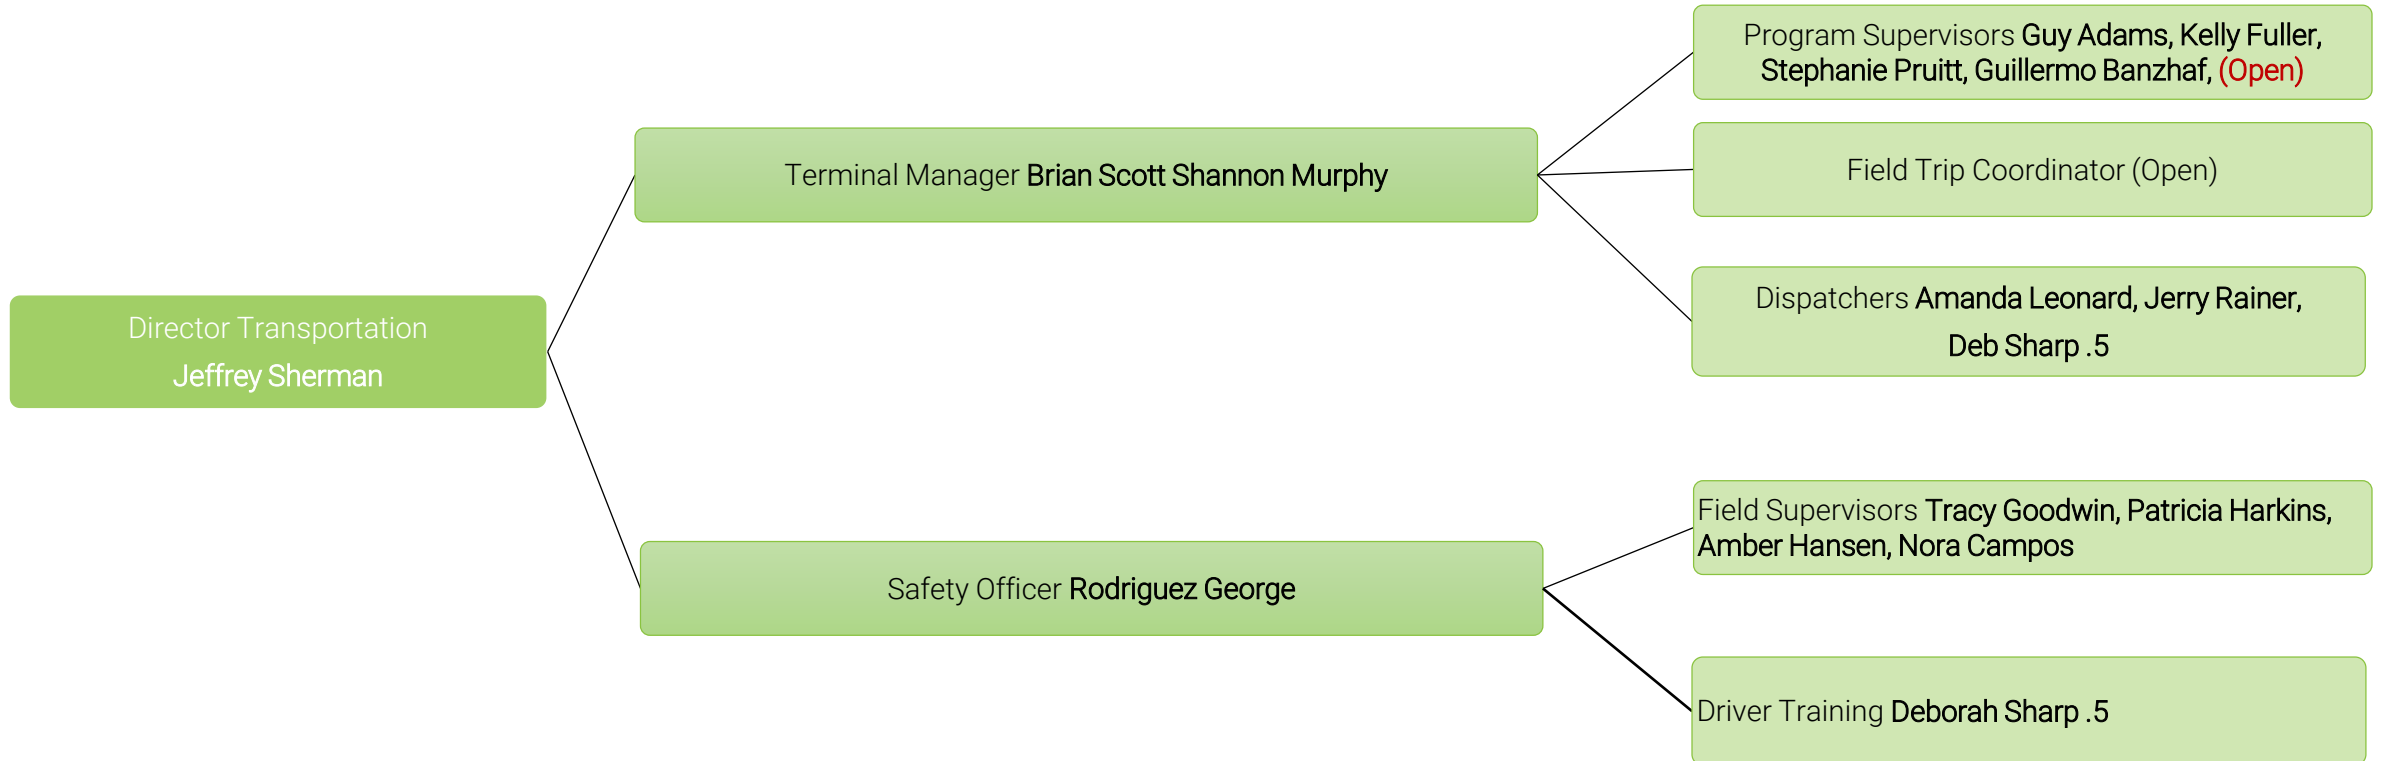 Director Transportation
Jeffrey Sherman
Terminal Manager Brian Scott Shannon Murphy
Program Supervisors Guy Adams, Kelly Fuller,
Stephanie Pruitt, Guillermo Banzhaf, (Open)
Field Trip Coordinator (Open)
Dispatchers Amanda Leonard, Jerry Rainer,
Deb Sharp .5
Safety Officer Rodriguez George
Field Supervisors Tracy Goodwin, Patricia Harkins,
Amber Hansen, Nora Campos
Driver Training Deborah Sharp .5